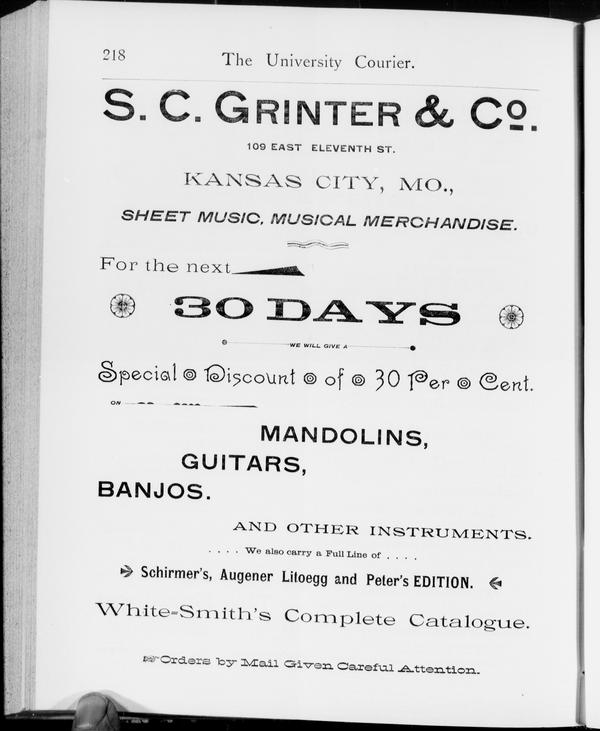 218
The University Courier.
S. C. GRINTER & Co.
109 EAST ELEVENTH ST.
KANSAS CITY, MO.,
SHEET MUSIC, MUSICAL MERCHANDISE.
For the next
30 DAYS
WE WILL GIVE A
Special Discount of 30 Per Cent.
ON
MANDOLINS,
GUITARS,
BANJOS.
AND OTHER INSTRUMENTS.
.... We also carry a Full Line of ....
Schirmer's, Augener Litoegg and Peter's EDITION.
White=Smith's Complete Catalogue.
Orders by Mail Given Careful Attention.